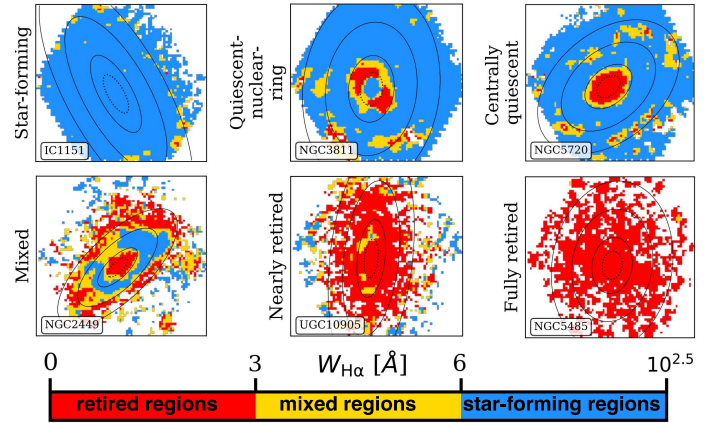 Star-forming
IC1151
Quiescent-
nuclear-
ring
NGC3811
Centrally
quiescent
NGC5720
Mixed
NGC2449
Nearly retired
UGC10905
Fully retired
NGC5485
0 3 W_Hα [Å] 6 10^2.5
retired regions mixed regions star-forming regions